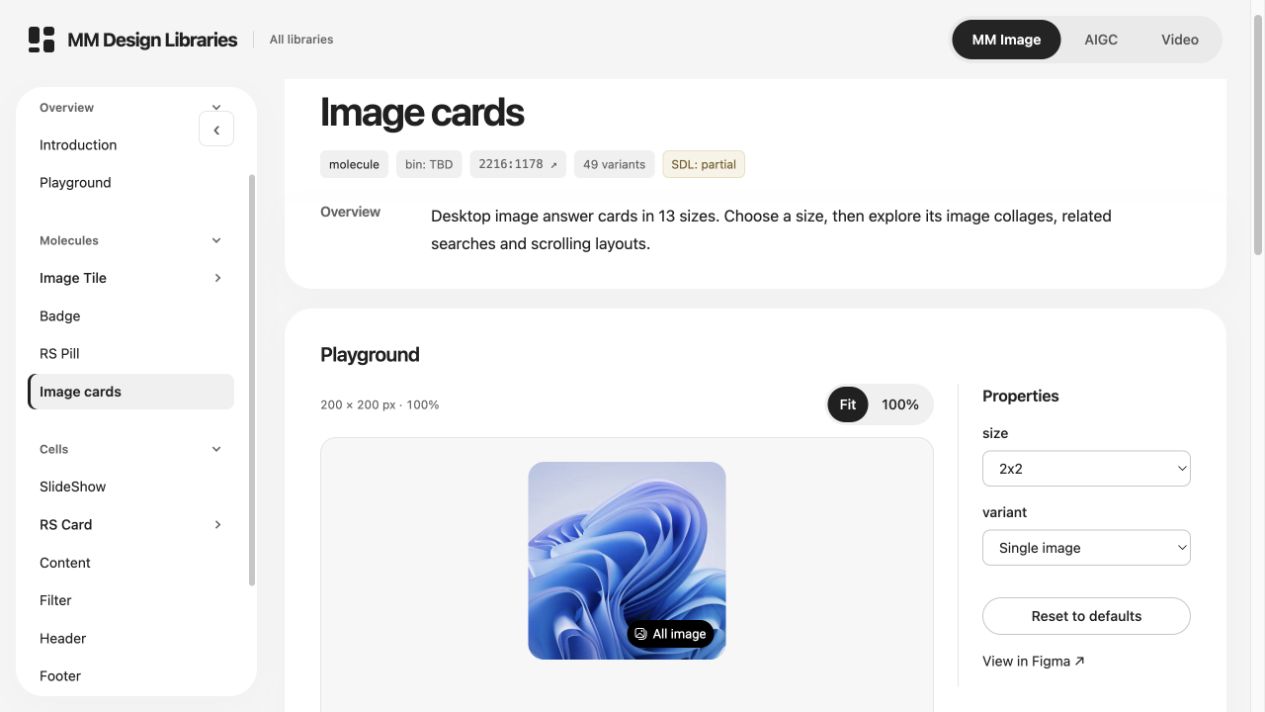 MM Design Libraries
All libraries
MM Image
AIGC
Video
Overview
Introduction
Playground
Molecules
Image Tile
Badge
RS Pill
Image cards
Cells
SlideShow
RS Card
Content
Filter
Header
Footer
Image cards
molecule
bin: TBD
2216:1178 ↗
49 variants
SDL: partial
Overview
Desktop image answer cards in 13 sizes. Choose a size, then explore its image collages, related
searches and scrolling layouts.
Playground
200 × 200 px · 100%
Fit
100%
All image
Properties
size
2x2
variant
Single image
Reset to defaults
View in Figma ↗